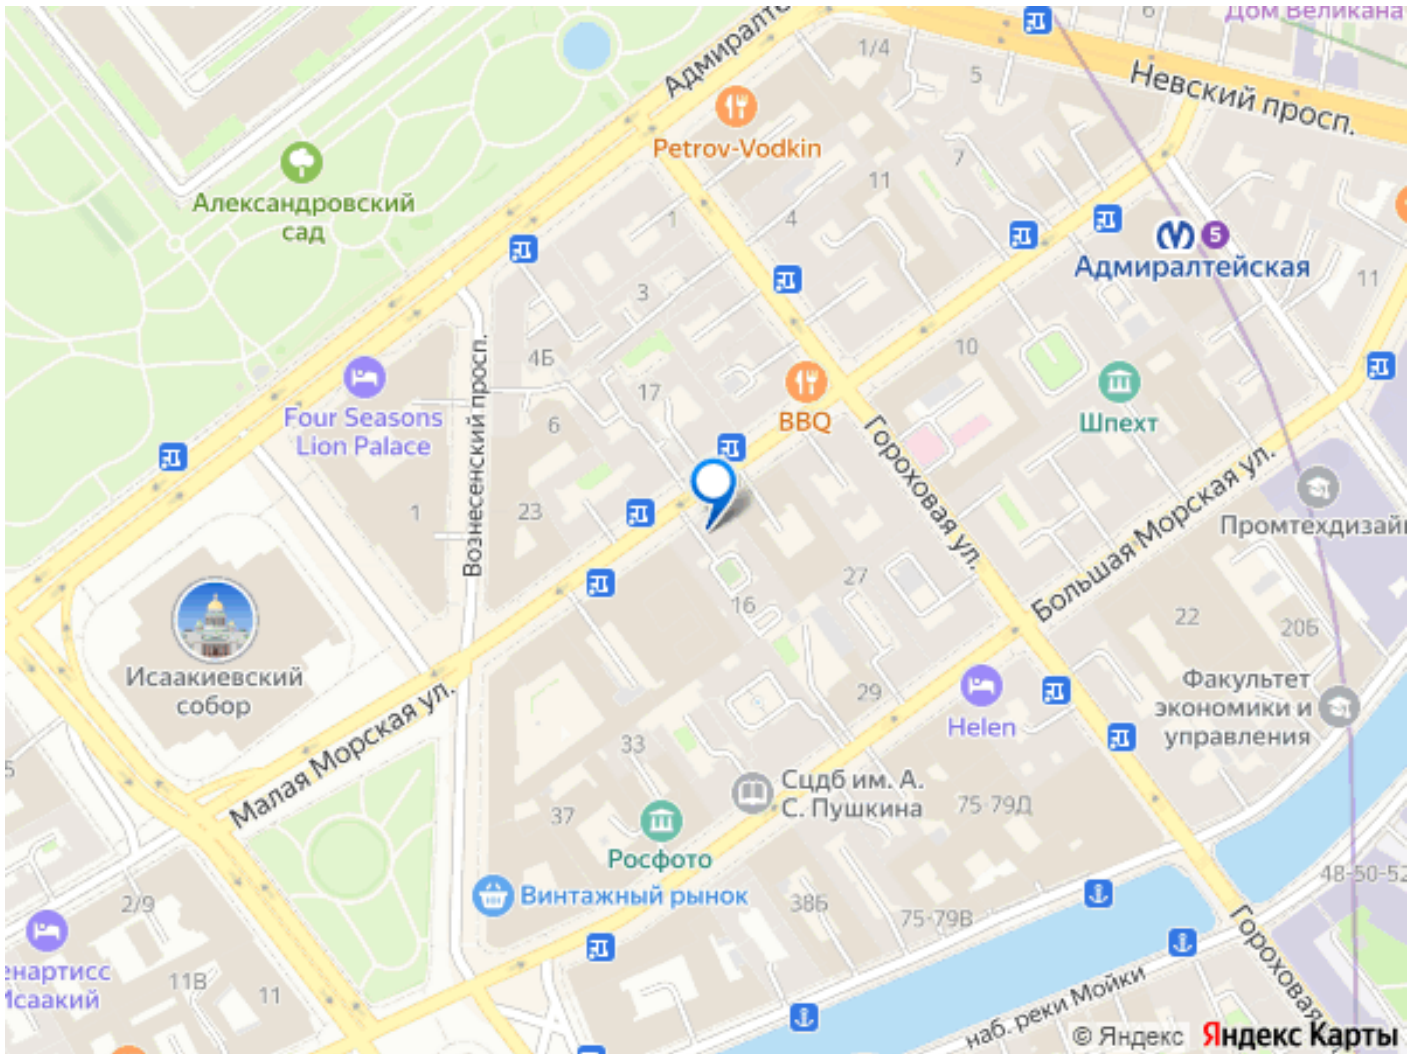 Дом Великана
6
1/4
Адмиралт
5
Невский просп.
Petrov-Vodkin
7
11
Александровский
сад
1
4
5
Адмиралтейская
11
3
10
4Б
17
Four Seasons
Lion Palace
Вознесенский просп.
6
BBQ
Шпехт
Гороховая ул.
1
23
Большая Морская ул.
Промтехдизайн
27
16
22
20Б
Исаакиевский
собор
29
Малая Морская ул.
Helen
Факультет
экономики и
управления
33
5
Сцдб им. А.
С. Пушкина
75-79Д
37
Росфото
Винтажный рынок
48-50-52
2/9
38Б
75-79В
Гороховая
енартисс
Исаакий
11В
11
наб. реки Мойки
© Яндекс Яндекс Карты